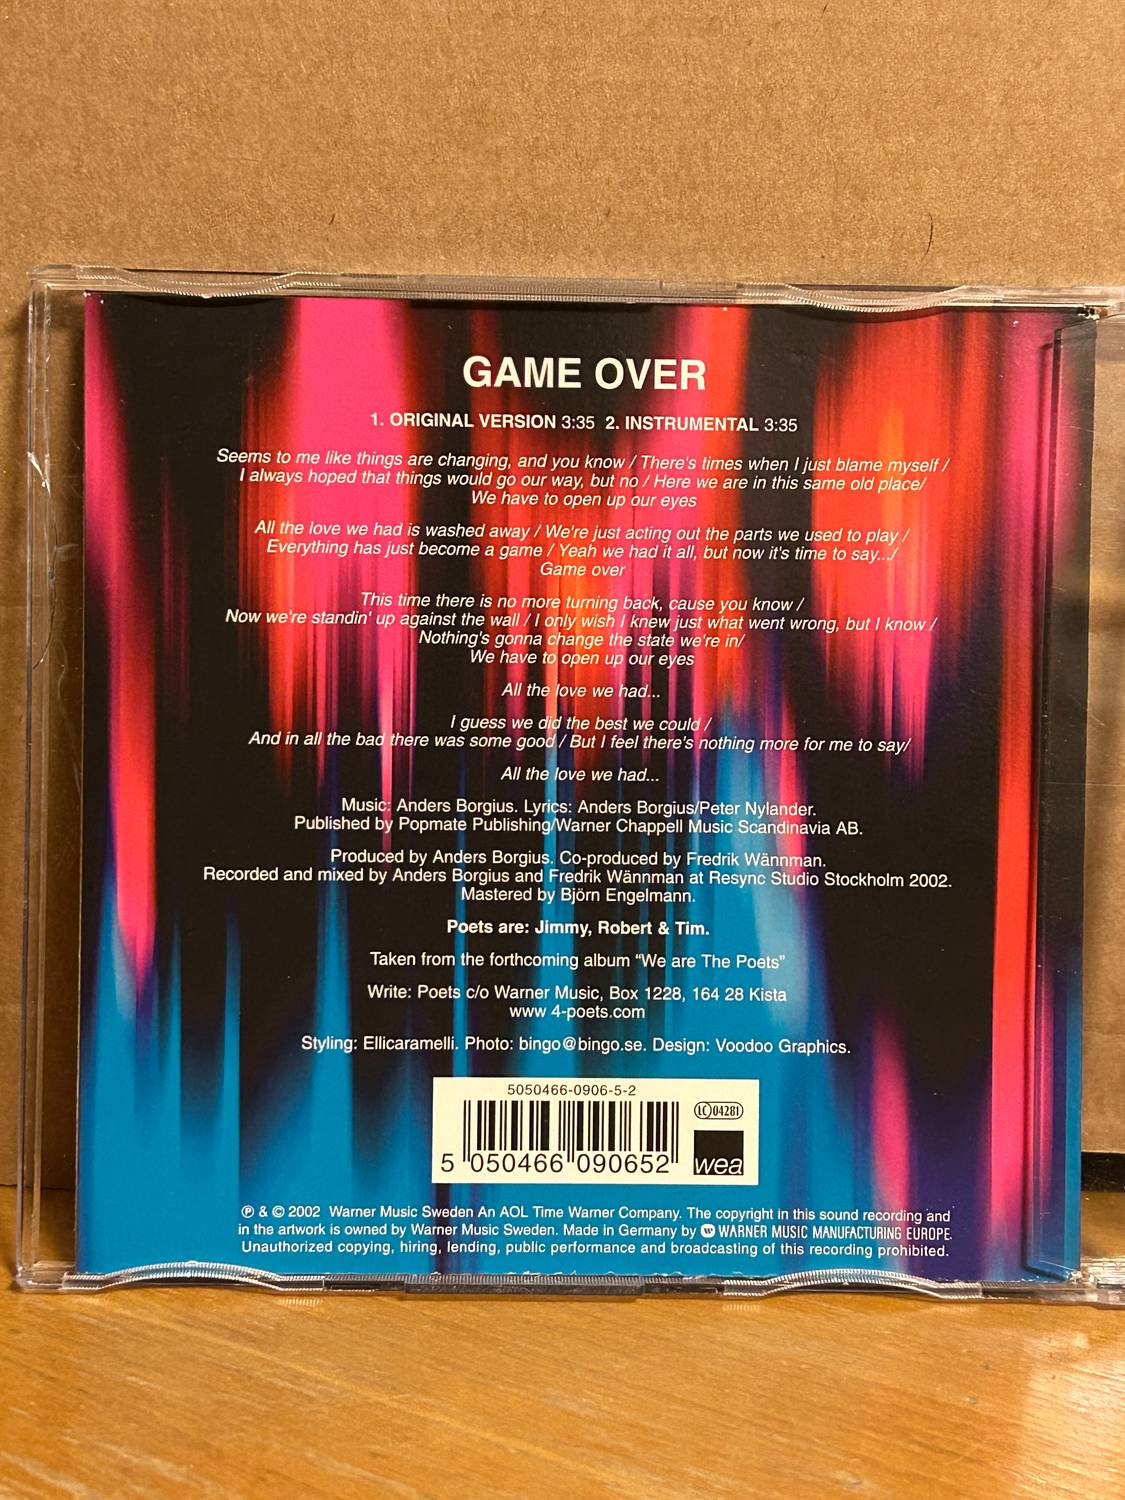 GAME OVER
1. ORIGINAL VERSION 3:35 2. INSTRUMENTAL 3:35
Seems to me like things are changing, and you know / There's times when I just blame myself /
I always hoped that things would go our way, but no / Here we are in this same old place/
We have to open up our eyes
All the love we had is washed away / We're just acting out the parts we used to play /
Everything has just become a game / Yeah we had it all, but now it's time to say.../
Game over
This time there is no more turning back, cause you know /
Now we're standin' up against the wall / I only wish I knew just what went wrong, but I know /
Nothing's gonna change the state we're in/
We have to open up our eyes
All the love we had...
I guess we did the best we could /
And in all the bad there was some good / But I feel there's nothing more for me to say/
All the love we had...
Music: Anders Borgius. Lyrics: Anders Borgius/Peter Nylander.
Published by Popmate Publishing/Warner Chappell Music Scandinavia AB.
Produced by Anders Borgius. Co-produced by Fredrik Wännman.
Recorded and mixed by Anders Borgius and Fredrik Wännman at Resync Studio Stockholm 2002.
Mastered by Björn Engelmann.
Poets are: Jimmy, Robert & Tim.
Taken from the forthcoming album “We are The Poets”
Write: Poets c/o Warner Music, Box 1228, 164 28 Kista
www 4-poets.com
Styling: Ellicaramelli. Photo: bingo@bingo.se. Design: Voodoo Graphics.
5050466-0906-5-2
LC 04281
5 050466 090652
wea
℗ & © 2002 Warner Music Sweden An AOL Time Warner Company. The copyright in this sound recording and
in the artwork is owned by Warner Music Sweden. Made in Germany by WARNER MUSIC MANUFACTURING EUROPE.
Unauthorized copying, hiring, lending, public performance and broadcasting of this recording prohibited.